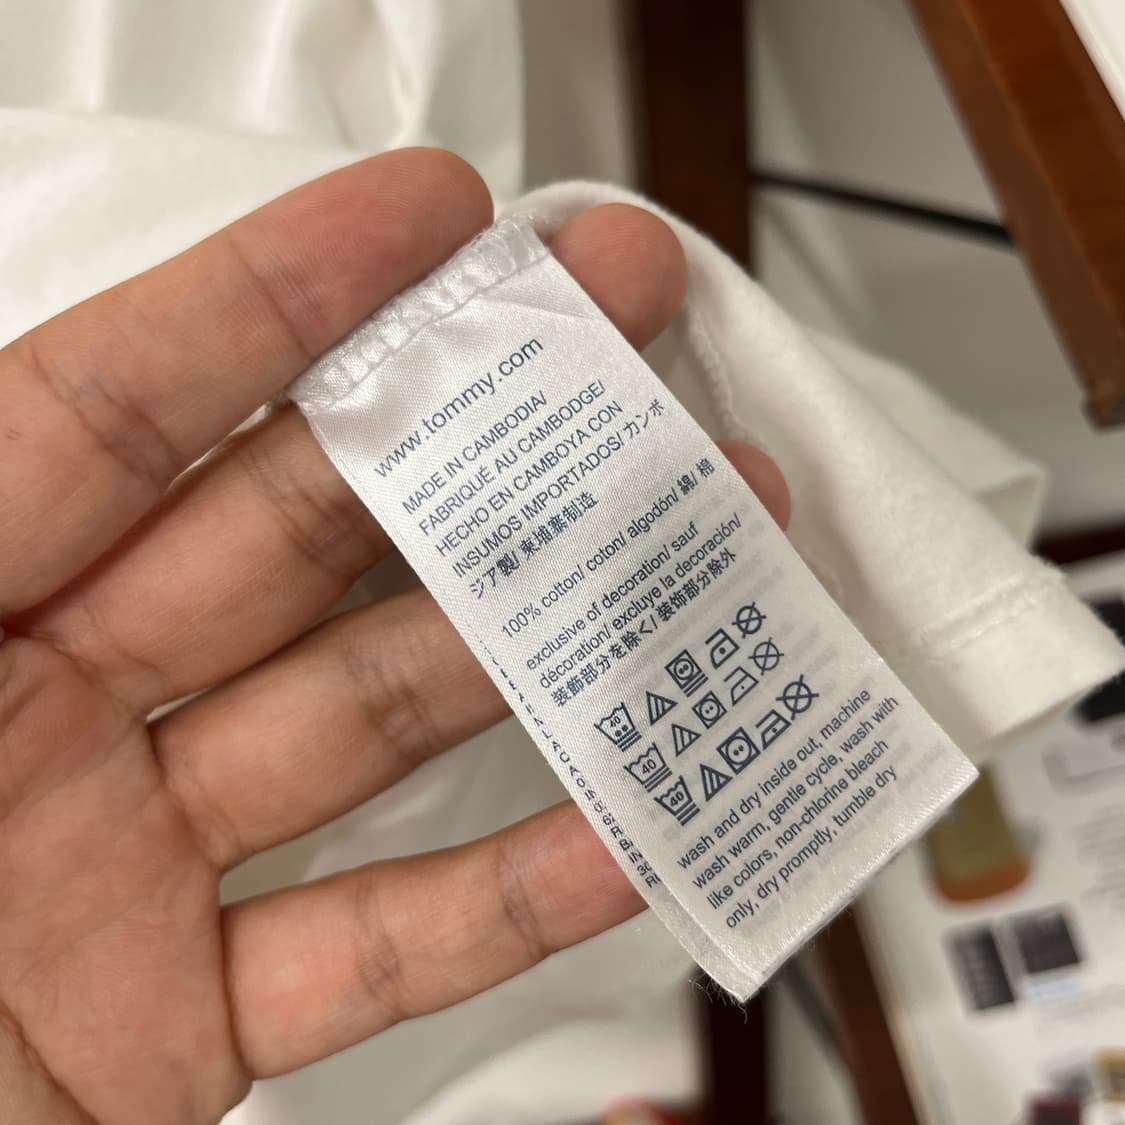 www.tommy.com
MADE IN CAMBODIA/
FABRIQUÉ AU CAMBODGE/
HECHO EN CAMBOYA CON
INSUMOS IMPORTADOS/ カンボ
ジア製/ 柬埔寨制造
100% cotton/ coton/ algodón/ 綿/ 棉
exclusive of decoration/ sauf
décoration/ excluye la decoración/
装飾部分を除く/ 装饰部分除外
40
40
40
wash and dry inside out, machine
wash warm, gentle cycle, wash with
like colors, non-chlorine bleach
only, dry promptly, tumble dry